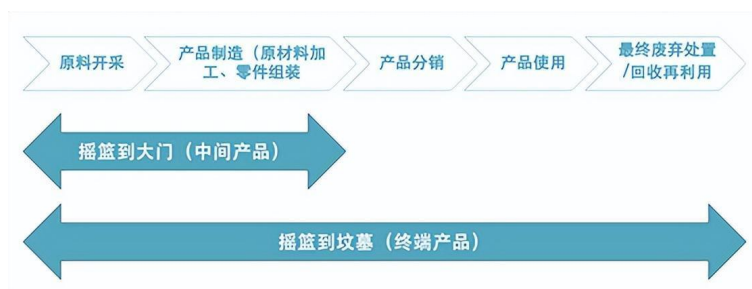 原料开采
产品制造（原材料加
工、零件组装
产品分销
产品使用
最终废弃处置
/回收再利用
摇篮到大门（中间产品）
摇篮到坟墓（终端产品）